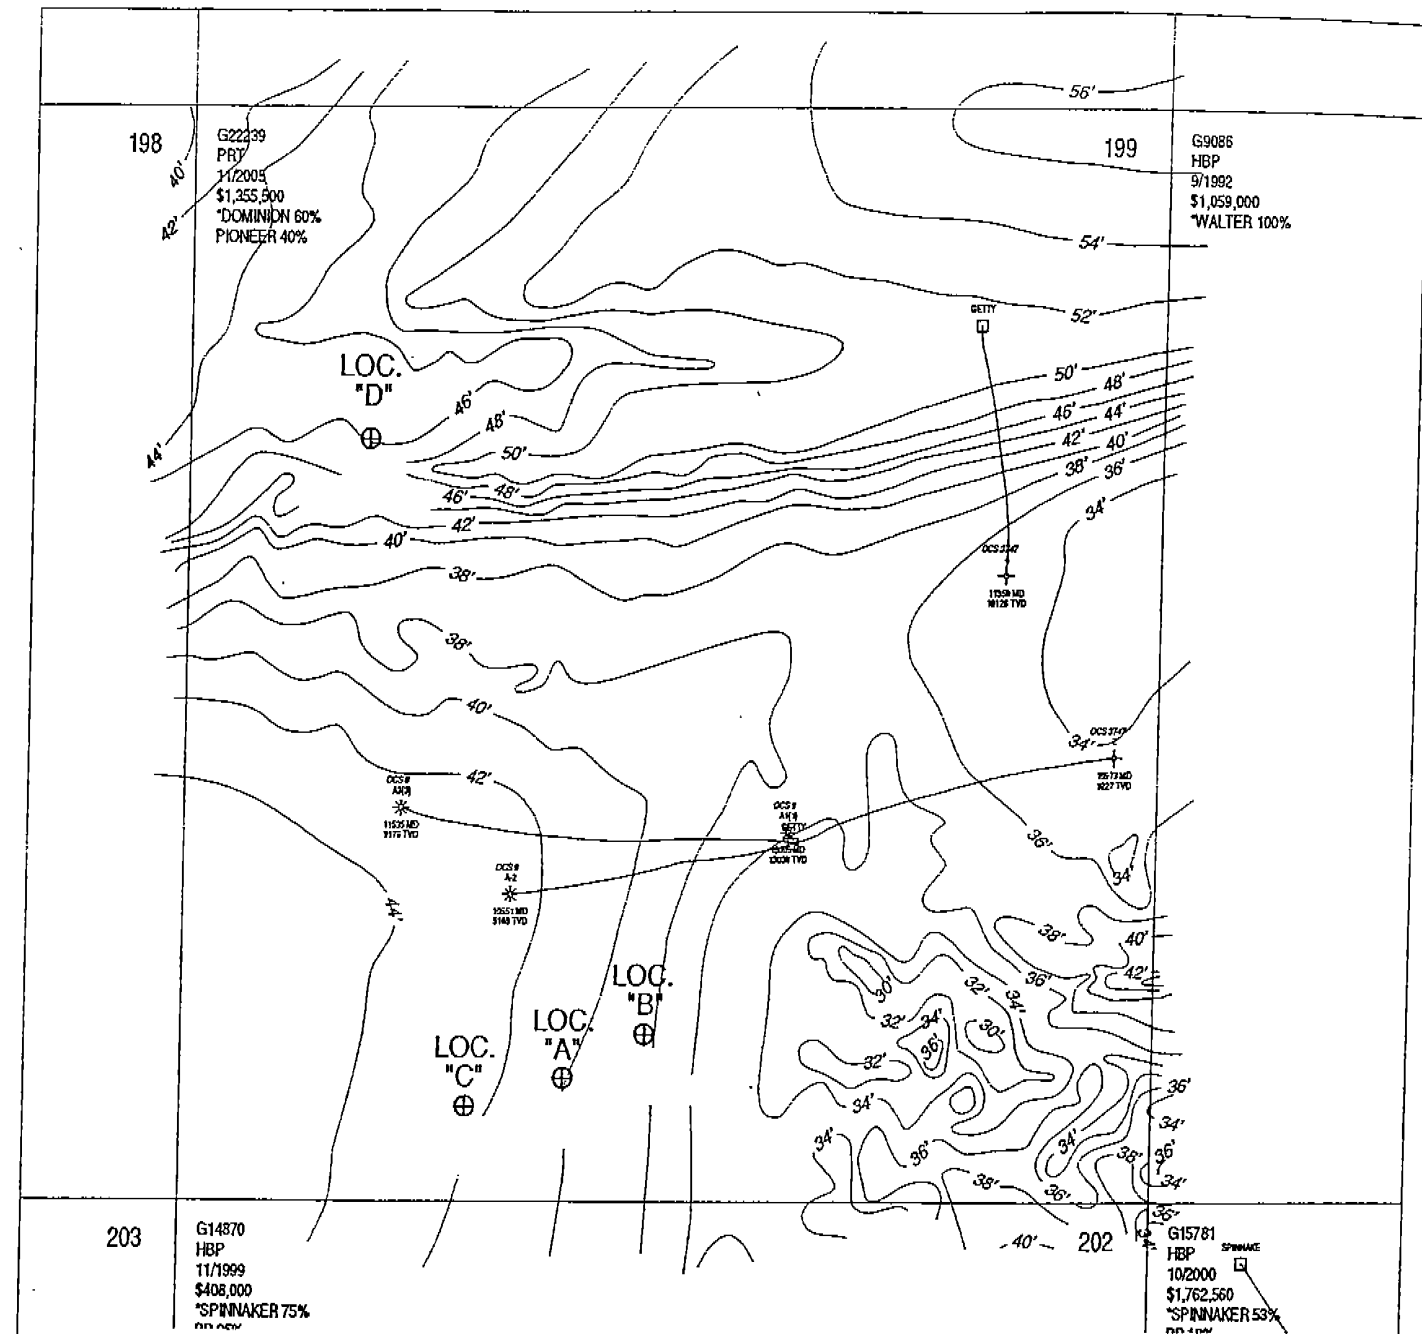 56'
198
G22239
PRT
11/2005
$1,355,500
*DOMINION 60%
PIONEER 40%
40'
42'
199
G9086
HBP
9/1992
$1,059,000
*WALTER 100%
54'
GETTY
52'
LOC.
"D"
50'
48'
46'
46'
44'
48'
42'
40'
50'
38'
36'
44'
46'
48'
34'
42'
40'
38'
38'
40'
34'
42'
GETTY
36'
34'
A-2
44'
38'
40'
LOC.
"B"
36'
42'
30'
32'
34'
LOC.
"A"
32'
34'
30'
36'
LOC.
"C"
32'
36'
34'
34'
34'
34'
36'
38'
36'
38'
36'
34'
36'
203
G14870
HBP
11/1999
$408,000
*SPINNAKER 75%
40'
202
34'
G15781
HBP
10/2000
$1,762,560
*SPINNAKER 53%